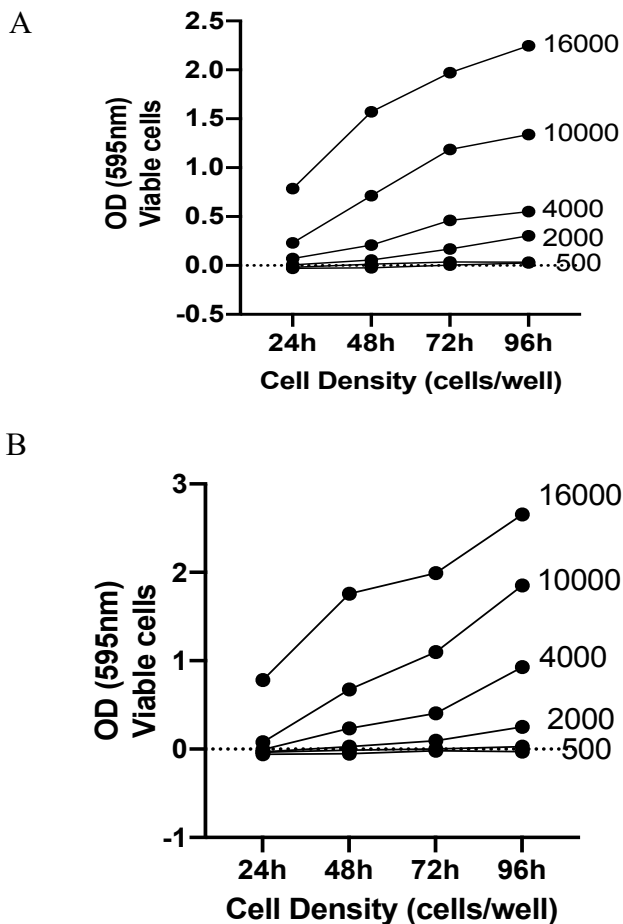 A
2.5
2.0
1.5
1.0
0.5
0.0
-0.5
OD (595nm)
Viable cells
16000
10000
4000
2000
500
24h 48h 72h 96h
Cell Density (cells/well)
B
3
2
1
0
-1
OD (595nm)
Viable cells
16000
10000
4000
2000
500
24h 48h 72h 96h
Cell Density (cells/well)